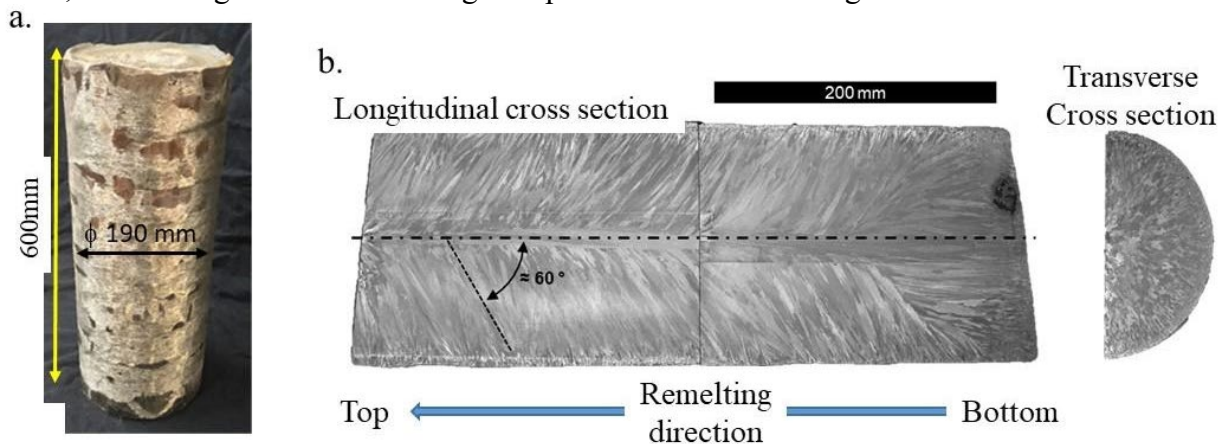 a.
600mm
ϕ 190 mm
b.
Longitudinal cross section
200 mm
Transverse
Cross section
≈ 60 °
Top
Remelting
direction
Bottom